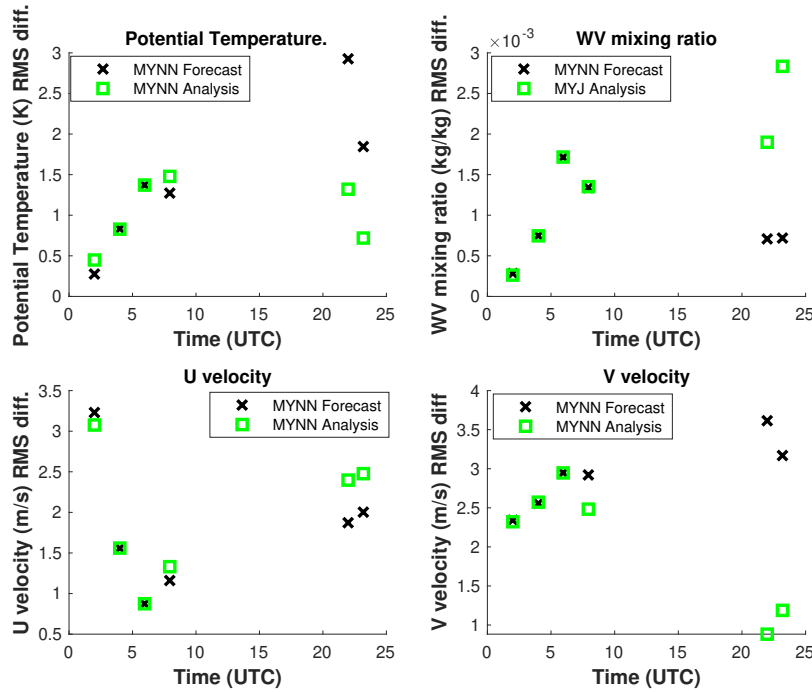 Potential Temperature.
Potential Temperature (K) RMS diff.
3
2.5
2
1.5
1
0.5
0
MYNN Forecast
MYNN Analysis
0 5 10 15 20 25
Time (UTC)
WV mixing ratio
×10⁻³
WV mixing ratio (kg/kg) RMS diff.
3
2.5
2
1.5
1
0.5
0
MYNN Forecast
MYJ Analysis
0 5 10 15 20 25
Time (UTC)
U velocity
U velocity (m/s) RMS diff.
3.5
3
2.5
2
1.5
1
0.5
MYNN Forecast
MYNN Analysis
0 5 10 15 20 25
Time (UTC)
V velocity
V velocity (m/s) RMS diff
4
3.5
3
2.5
2
1.5
1
MYNN Forecast
MYNN Analysis
0 5 10 15 20 25
Time (UTC)